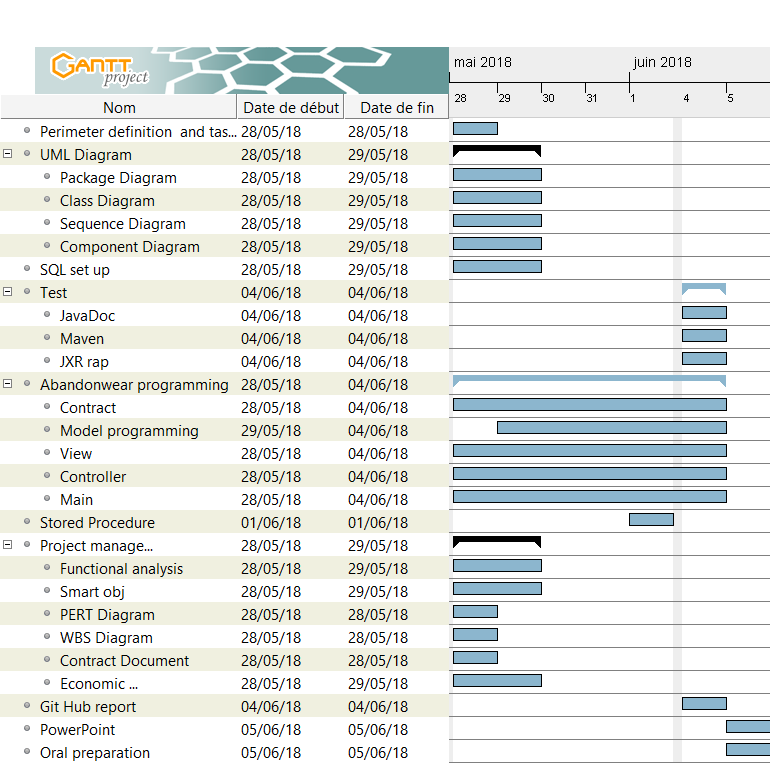 GANTT project
mai 2018 juin 2018
28 29 30 31 1 4 5
Nom Date de début Date de fin
Perimeter definition and tas... 28/05/18 28/05/18
UML Diagram 28/05/18 29/05/18
Package Diagram 28/05/18 29/05/18
Class Diagram 28/05/18 29/05/18
Sequence Diagram 28/05/18 29/05/18
Component Diagram 28/05/18 29/05/18
SQL set up 28/05/18 29/05/18
Test 04/06/18 04/06/18
JavaDoc 04/06/18 04/06/18
Maven 04/06/18 04/06/18
JXR rap 04/06/18 04/06/18
Abandonwear programming 28/05/18 04/06/18
Contract 28/05/18 04/06/18
Model programming 29/05/18 04/06/18
View 28/05/18 04/06/18
Controller 28/05/18 04/06/18
Main 28/05/18 04/06/18
Stored Procedure 01/06/18 01/06/18
Project manage... 28/05/18 29/05/18
Functional analysis 28/05/18 29/05/18
Smart obj 28/05/18 29/05/18
PERT Diagram 28/05/18 28/05/18
WBS Diagram 28/05/18 28/05/18
Contract Document 28/05/18 28/05/18
Economic ... 28/05/18 29/05/18
Git Hub report 04/06/18 04/06/18
PowerPoint 05/06/18 05/06/18
Oral preparation 05/06/18 05/06/18